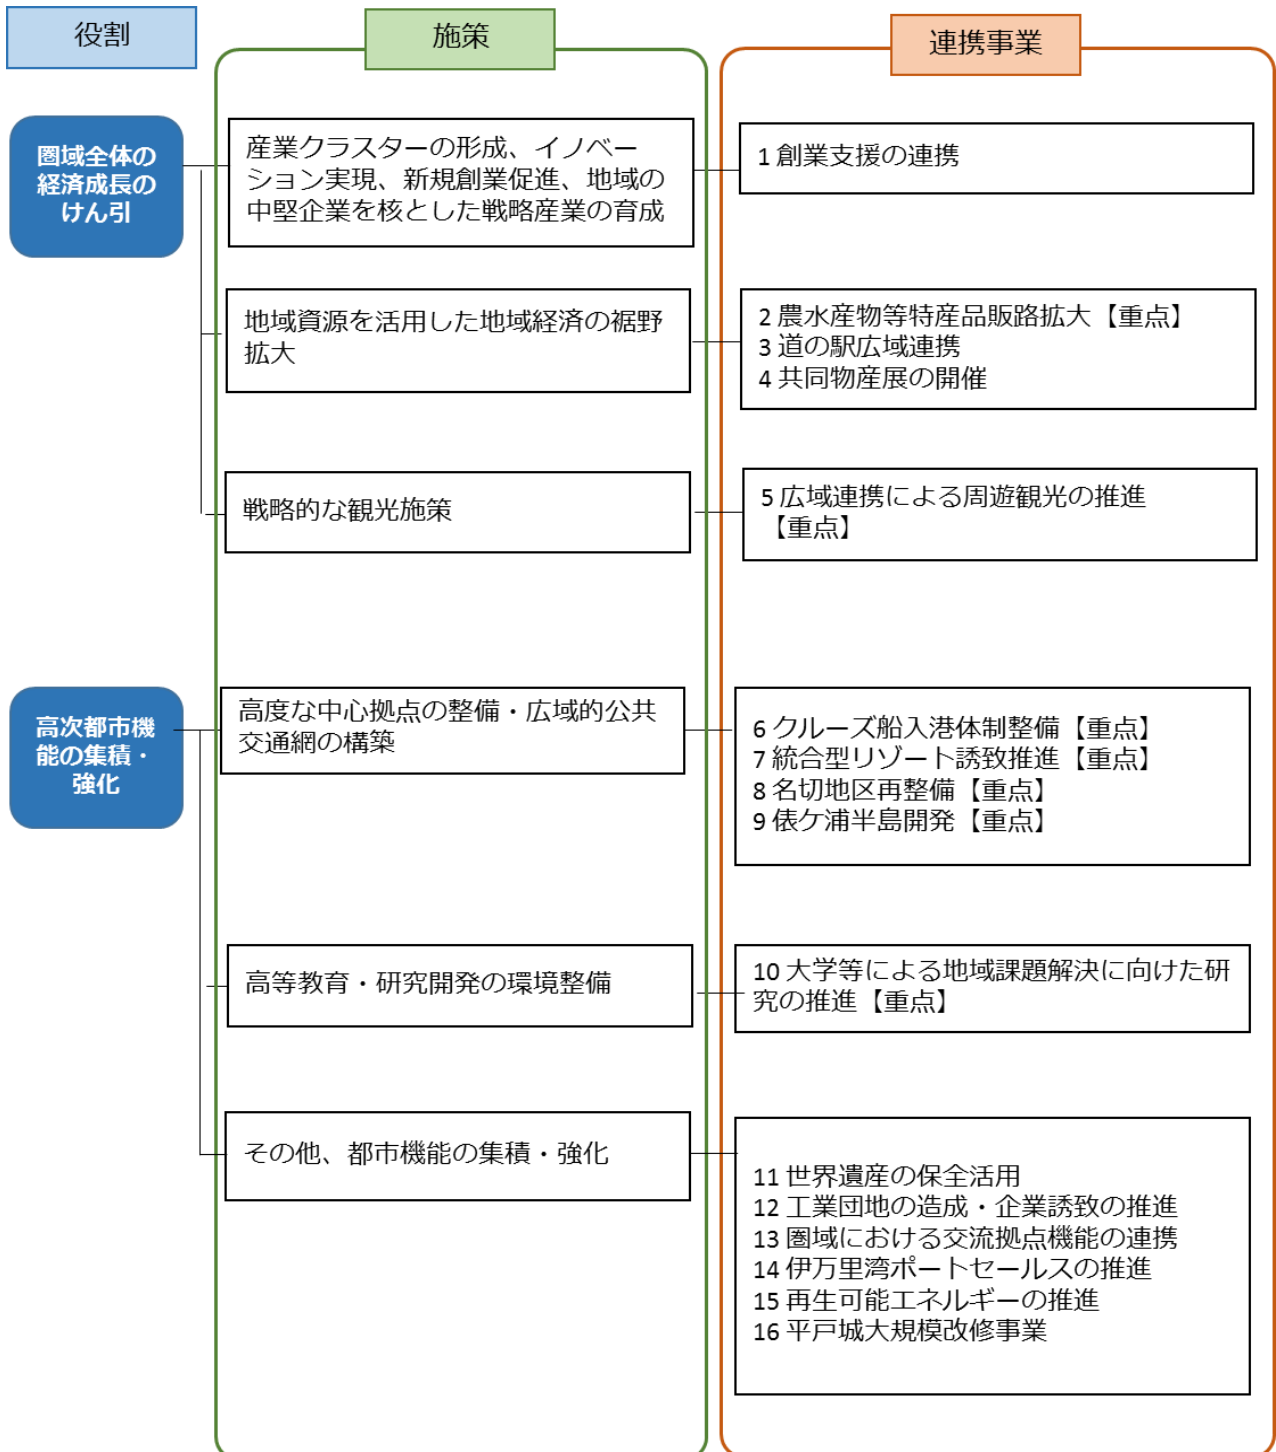 役割
施策
連携事業
圏域全体の
経済成長の
けん引
産業クラスターの形成、イノベー
ション実現、新規創業促進、地域の
中堅企業を核とした戦略産業の育成
1 創業支援の連携
地域資源を活用した地域経済の裾野
拡大
2 農水産物等特産品販路拡大【重点】
3 道の駅広域連携
4 共同物産展の開催
戦略的な観光施策
5 広域連携による周遊観光の推進
【重点】
高次都市機
能の集積・
強化
高度な中心拠点の整備・広域的公共
交通網の構築
6 クルーズ船入港体制整備【重点】
7 統合型リゾート誘致推進【重点】
8 名切地区再整備【重点】
9 俵ケ浦半島開発【重点】
高等教育・研究開発の環境整備
10 大学等による地域課題解決に向けた研
究の推進【重点】
その他、都市機能の集積・強化
11 世界遺産の保全活用
12 工業団地の造成・企業誘致の推進
13 圏域における交流拠点機能の連携
14 伊万里湾ポートセールスの推進
15 再生可能エネルギーの推進
16 平戸城大規模改修事業